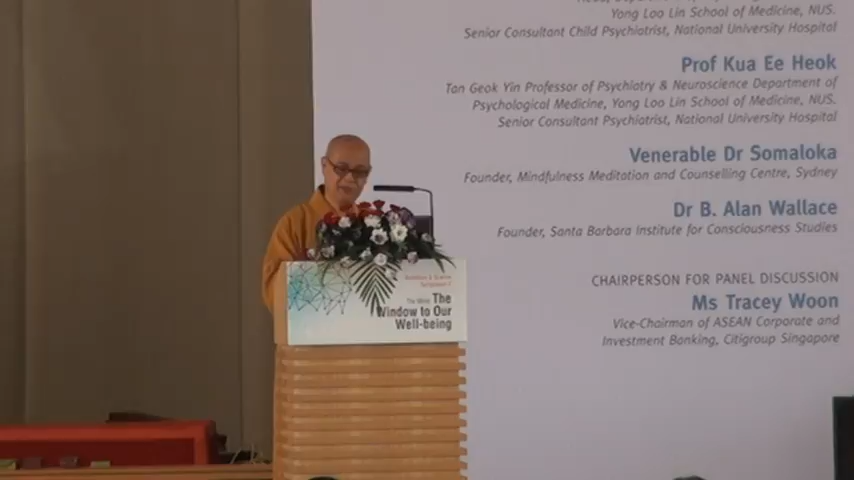 Yong Loo Lin School of Medicine, NUS.
Senior Consultant Child Psychiatrist, National University Hospital
Prof Kua Ee Heok
Tan Geok Yin Professor of Psychiatry & Neuroscience Department of
Psychological Medicine, Yong Loo Lin School of Medicine, NUS.
Senior Consultant Psychiatrist, National University Hospital
Venerable Dr Somaloka
Founder, Mindfulness Meditation and Counselling Centre, Sydney
Dr B. Alan Wallace
Founder, Santa Barbara Institute for Consciousness Studies
CHAIRPERSON FOR PANEL DISCUSSION
Ms Tracey Woon
Vice-Chairman of ASEAN Corporate and
Investment Banking, Citigroup Singapore
The Mind: The
Window to Our
Well-being